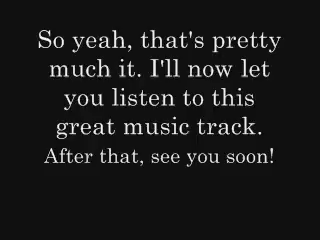 So yeah, that's pretty
much it. I'll now let
you listen to this
great music track.
After that, see you soon!